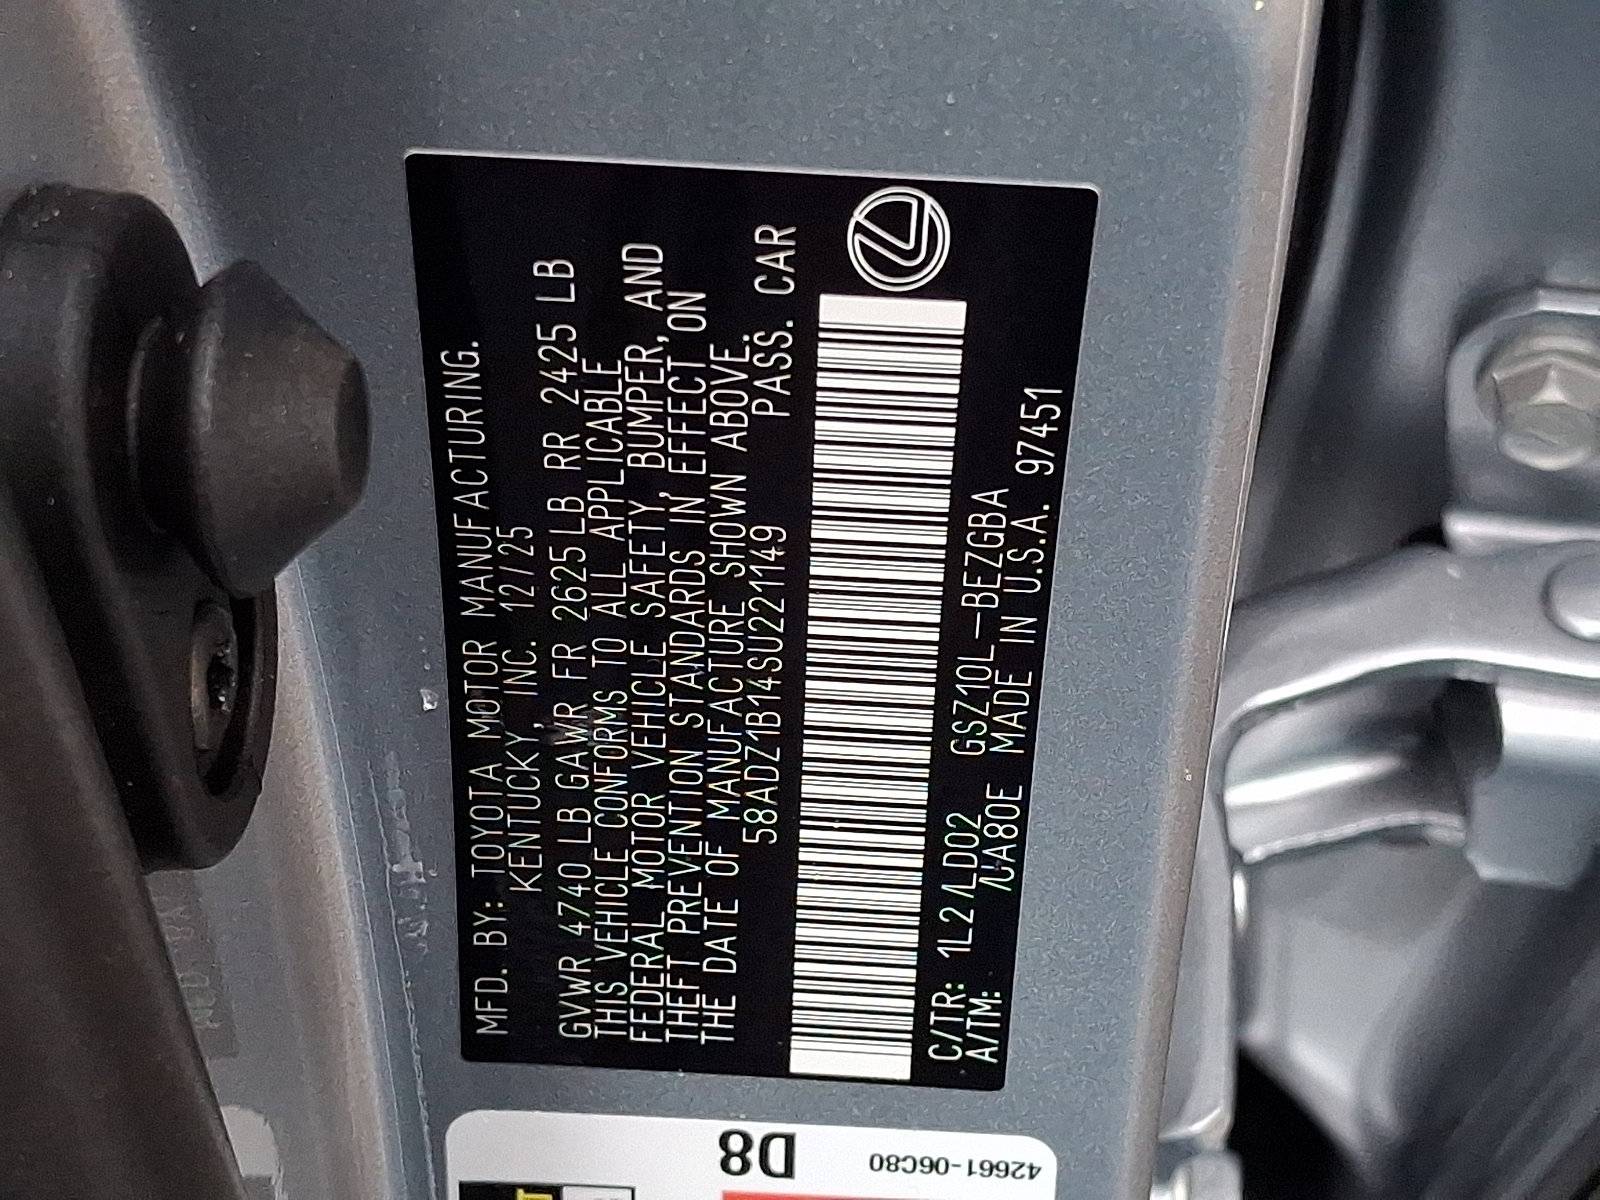 MFD. BY: TOYOTA MOTOR MANUFACTURING.
KENTUCKY, INC. 12/25
GVWR 4740 LB GAWR FR 2625 LB RR 2425 LB
THIS VEHICLE CONFORMS TO ALL APPLICABLE
FEDERAL MOTOR VEHICLE SAFETY, BUMPER, AND
THEFT PREVENTION STANDARDS IN EFFECT ON
THE DATE OF MANUFACTURE SHOWN ABOVE.
58ADZ1B14SU221149 PASS. CAR
C/TR: 1L2/LD02 GSZ10L-BEZGBA
A/TM: /UA80E MADE IN U.S.A. 97451
D8
42661-06C80